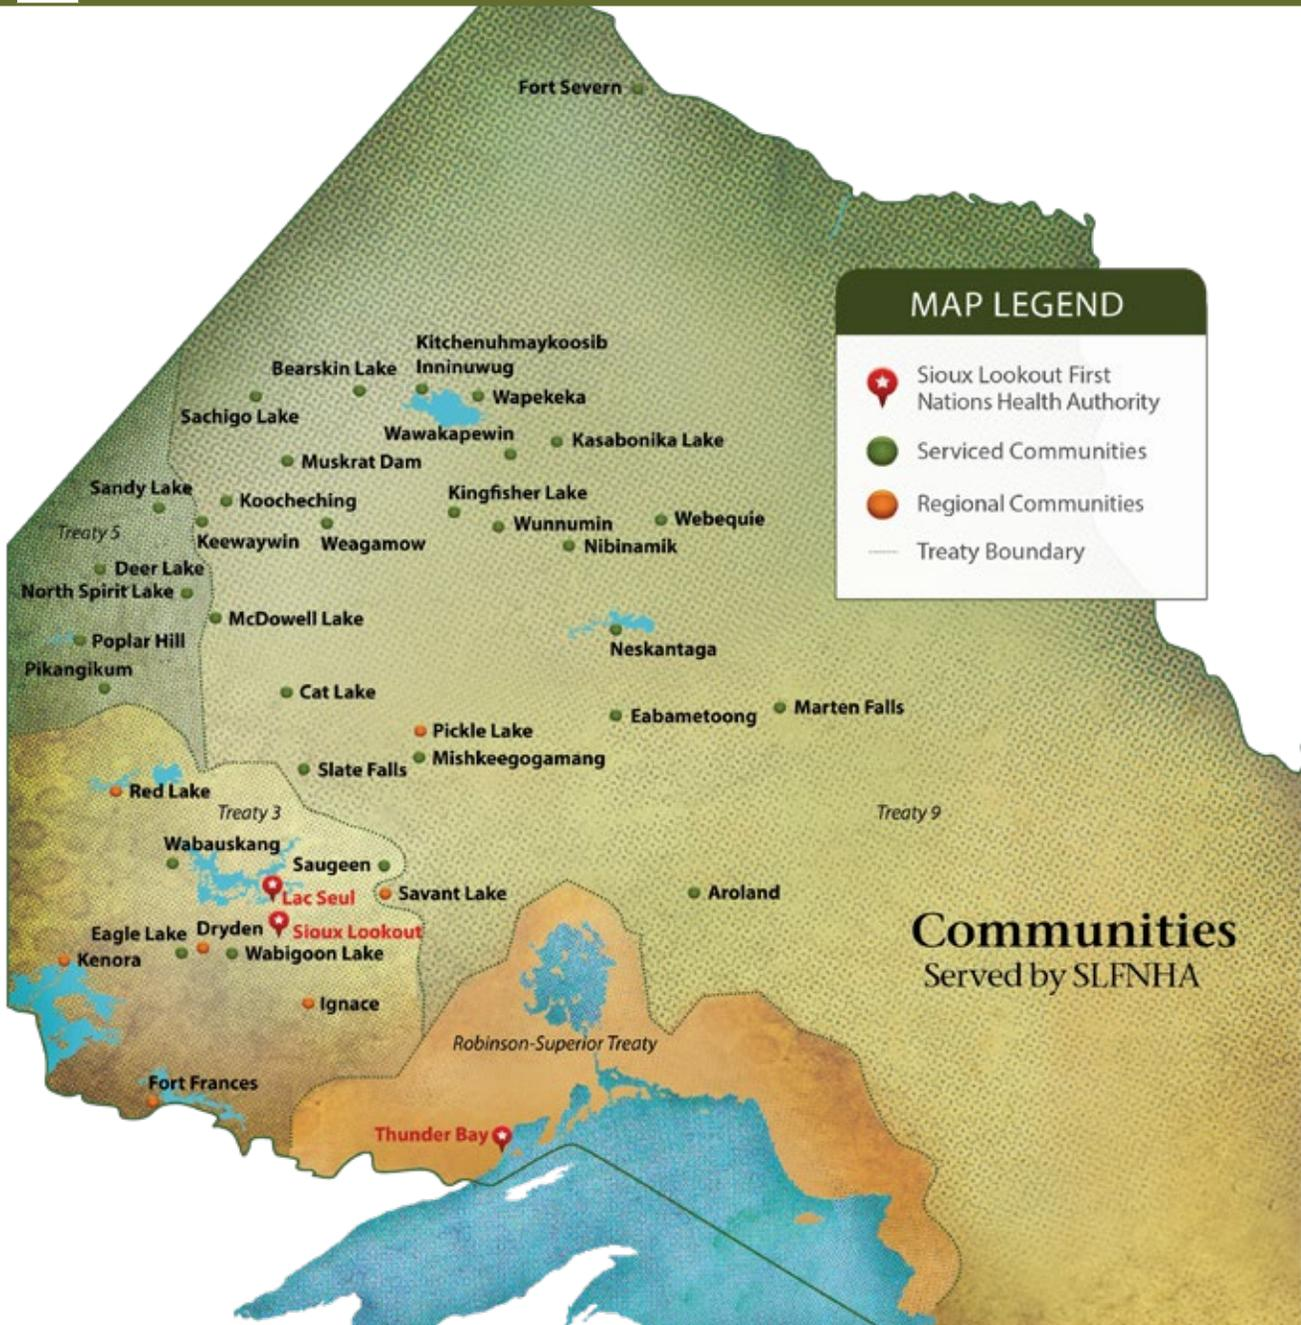 Fort Severn
MAP LEGEND
Sioux Lookout First
Nations Health Authority
Serviced Communities
Regional Communities
Treaty Boundary
Kitchenuhmaykoosib
Inninuwug
Bearskin Lake
Wapekeka
Sachigo Lake
Wawakapewin
Kasabonika Lake
Muskrat Dam
Sandy Lake
Koocheching
Kingfisher Lake
Wunnumin
Webequie
Treaty 5
Keewaywin
Weagamow
Nibinamik
Deer Lake
North Spirit Lake
McDowell Lake
Poplar Hill
Neskantaga
Pikangikum
Cat Lake
Marten Falls
Eabametoong
Pickle Lake
Mishkeegogamang
Slate Falls
Red Lake
Treaty 3
Treaty 9
Wabauskang
Saugeen
Lac Seul
Savant Lake
Aroland
Communities
Served by SLFNHA
Eagle Lake
Dryden
Sioux Lookout
Kenora
Wabigoon Lake
Ignace
Robinson-Superior Treaty
Fort Frances
Thunder Bay